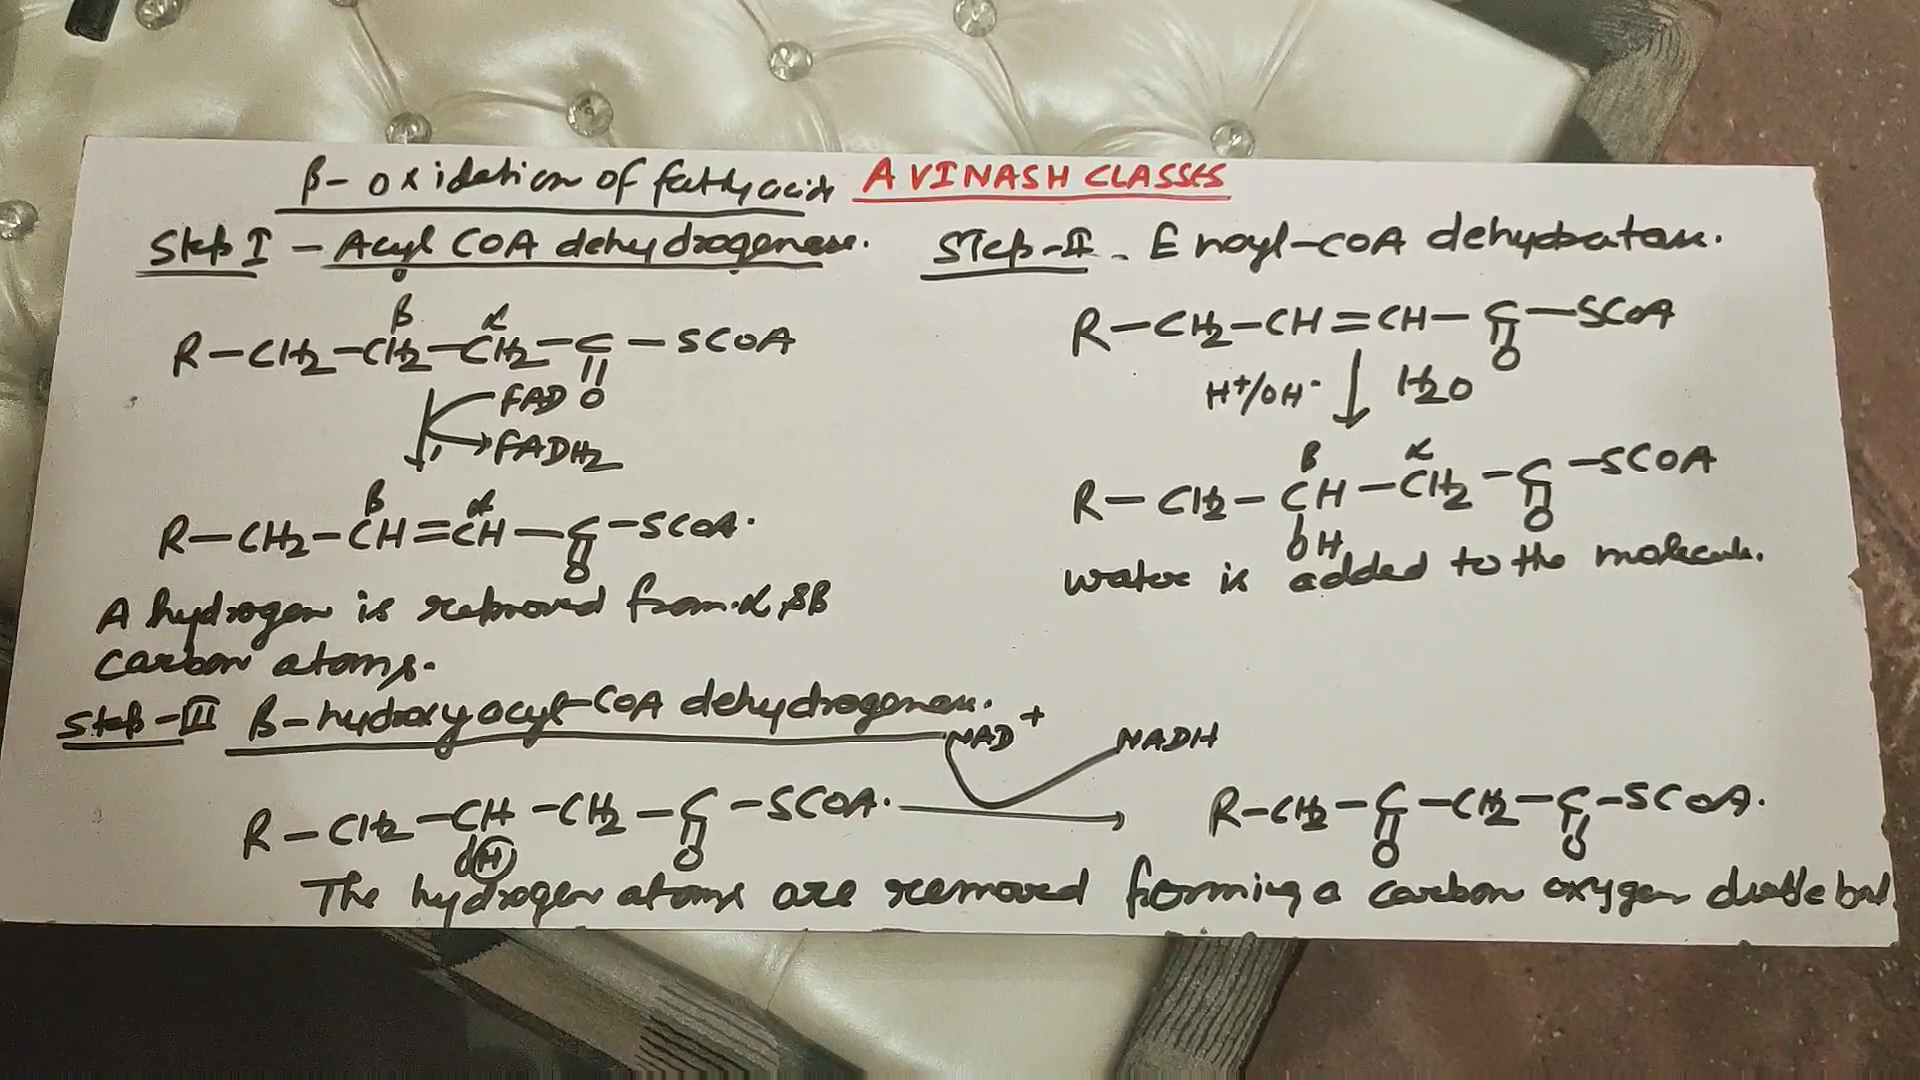 β-oxidation of fatty acid AVINASH CLASSES
Step I - Acyl COA dehydrogenase.
β α
R-CH2-CH2-CH2-C-SCOA
O
FAD
FADH2
β α
R-CH2-CH=CH-C-SCOA.
O
A hydrogen is removed from α, &β
carbon atoms.
Step-II - Enoyl-COA dehydratase.
R-CH2-CH=CH-C-SCOA
O
H+/OH- H2O
β α
R-CH2-CH-CH2-C-SCOA
OH O
water is added to the molecule.
Step-III β-hydroxyacyl-COA dehydrogenase.
NAD+ NADH
R-CH2-CH-CH2-C-SCOA. R-CH2-C-CH2-C-SCOA.
OH O O O
The hydrogen atoms are removed forming a carbon oxygen double bond.